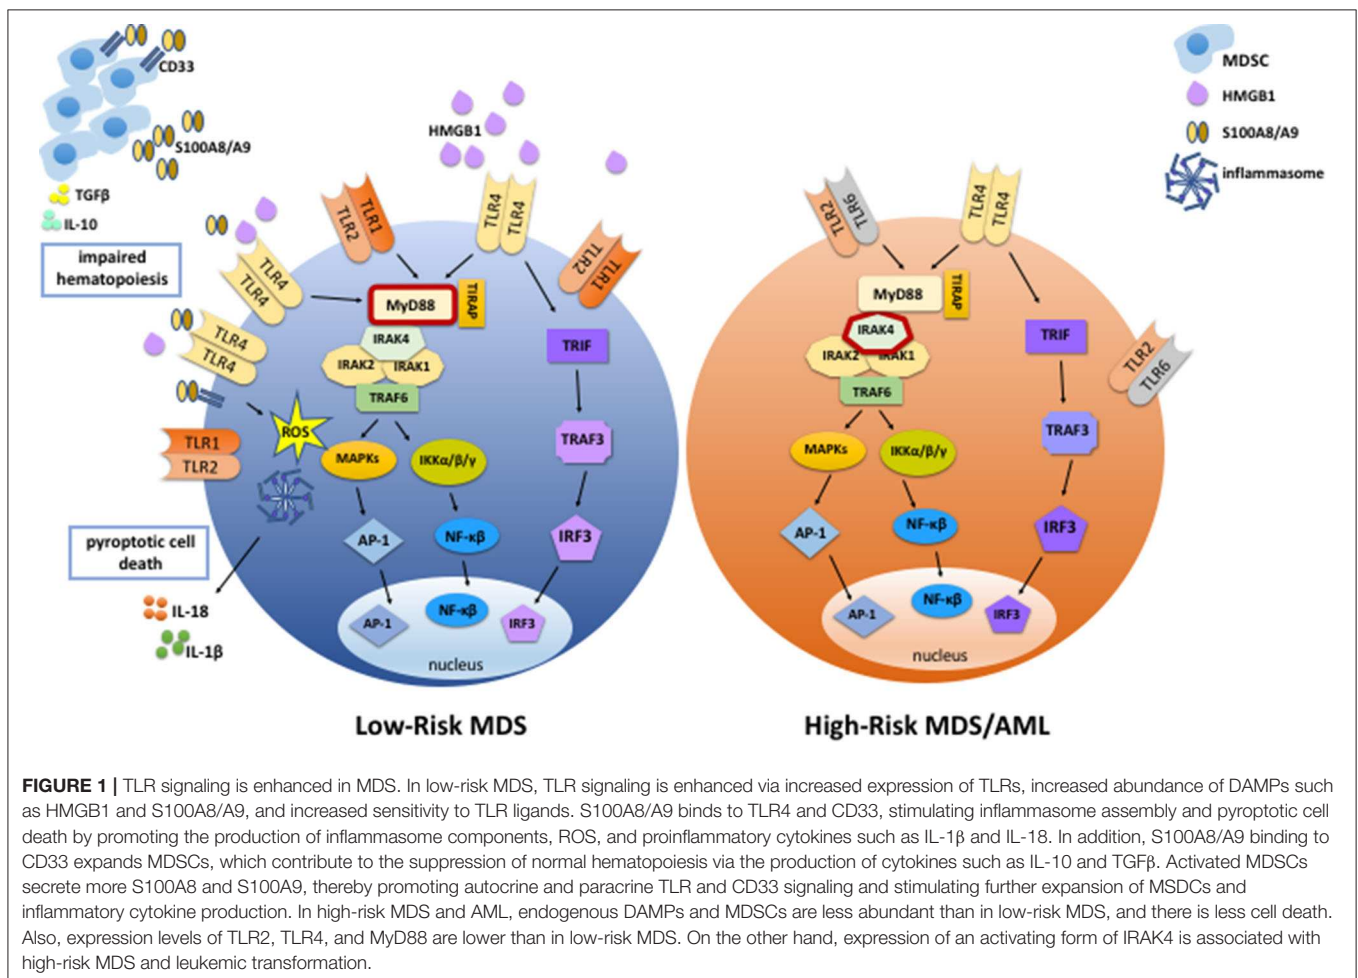 CD33
S100A8/A9
TGFβ
IL-10
impaired
hematopoiesis
HMGB1
TLR2
TLR1
TLR4
TLR4
TLR2
TLR1
TLR4
TLR4
TLR4
TLR4
TLR1
TLR2
MyD88
TIRAP
IRAK4
IRAK2
IRAK1
TRAF6
TRIF
ROS
MAPKs
IKKα/β/γ
TRAF3
AP-1
NF-κβ
IRF3
AP-1
NF-κβ
IRF3
nucleus
pyroptotic cell
death
IL-18
IL-1β
Low-Risk MDS
MDSC
HMGB1
S100A8/A9
inflammasome
TLR2
TLR6
TLR4
TLR4
MyD88
TIRAP
IRAK4
IRAK2
IRAK1
TRAF6
TRIF
TLR2
TLR6
MAPKs
IKKα/β/γ
TRAF3
AP-1
NF-κβ
IRF3
AP-1
NF-κβ
IRF3
nucleus
High-Risk MDS/AML
FIGURE 1 | TLR signaling is enhanced in MDS. In low-risk MDS, TLR signaling is enhanced via increased expression of TLRs, increased abundance of DAMPs such
as HMGB1 and S100A8/A9, and increased sensitivity to TLR ligands. S100A8/A9 binds to TLR4 and CD33, stimulating inflammasome assembly and pyroptotic cell
death by promoting the production of inflammasome components, ROS, and proinflammatory cytokines such as IL-1β and IL-18. In addition, S100A8/A9 binding to
CD33 expands MDSCs, which contribute to the suppression of normal hematopoiesis via the production of cytokines such as IL-10 and TGFβ. Activated MDSCs
secrete more S100A8 and S100A9, thereby promoting autocrine and paracrine TLR and CD33 signaling and stimulating further expansion of MSDCs and
inflammatory cytokine production. In high-risk MDS and AML, endogenous DAMPs and MDSCs are less abundant than in low-risk MDS, and there is less cell death.
Also, expression levels of TLR2, TLR4, and MyD88 are lower than in low-risk MDS. On the other hand, expression of an activating form of IRAK4 is associated with
high-risk MDS and leukemic transformation.